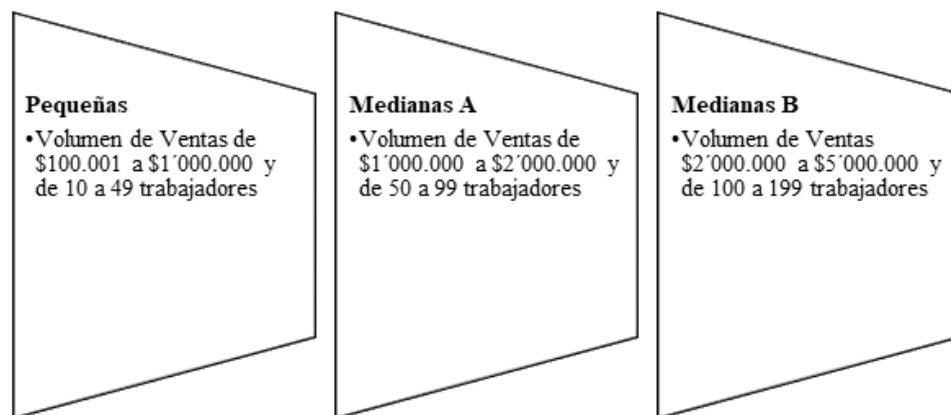 Pequeñas
•Volumen de Ventas de
$100.001 a $1´000.000 y
de 10 a 49 trabajadores
Medianas A
•Volumen de Ventas de
$1´000.000 a $2´000.000 y
de 50 a 99 trabajadores
Medianas B
•Volumen de Ventas
$2´000.000 a $5´000.000 y
de 100 a 199 trabajadores